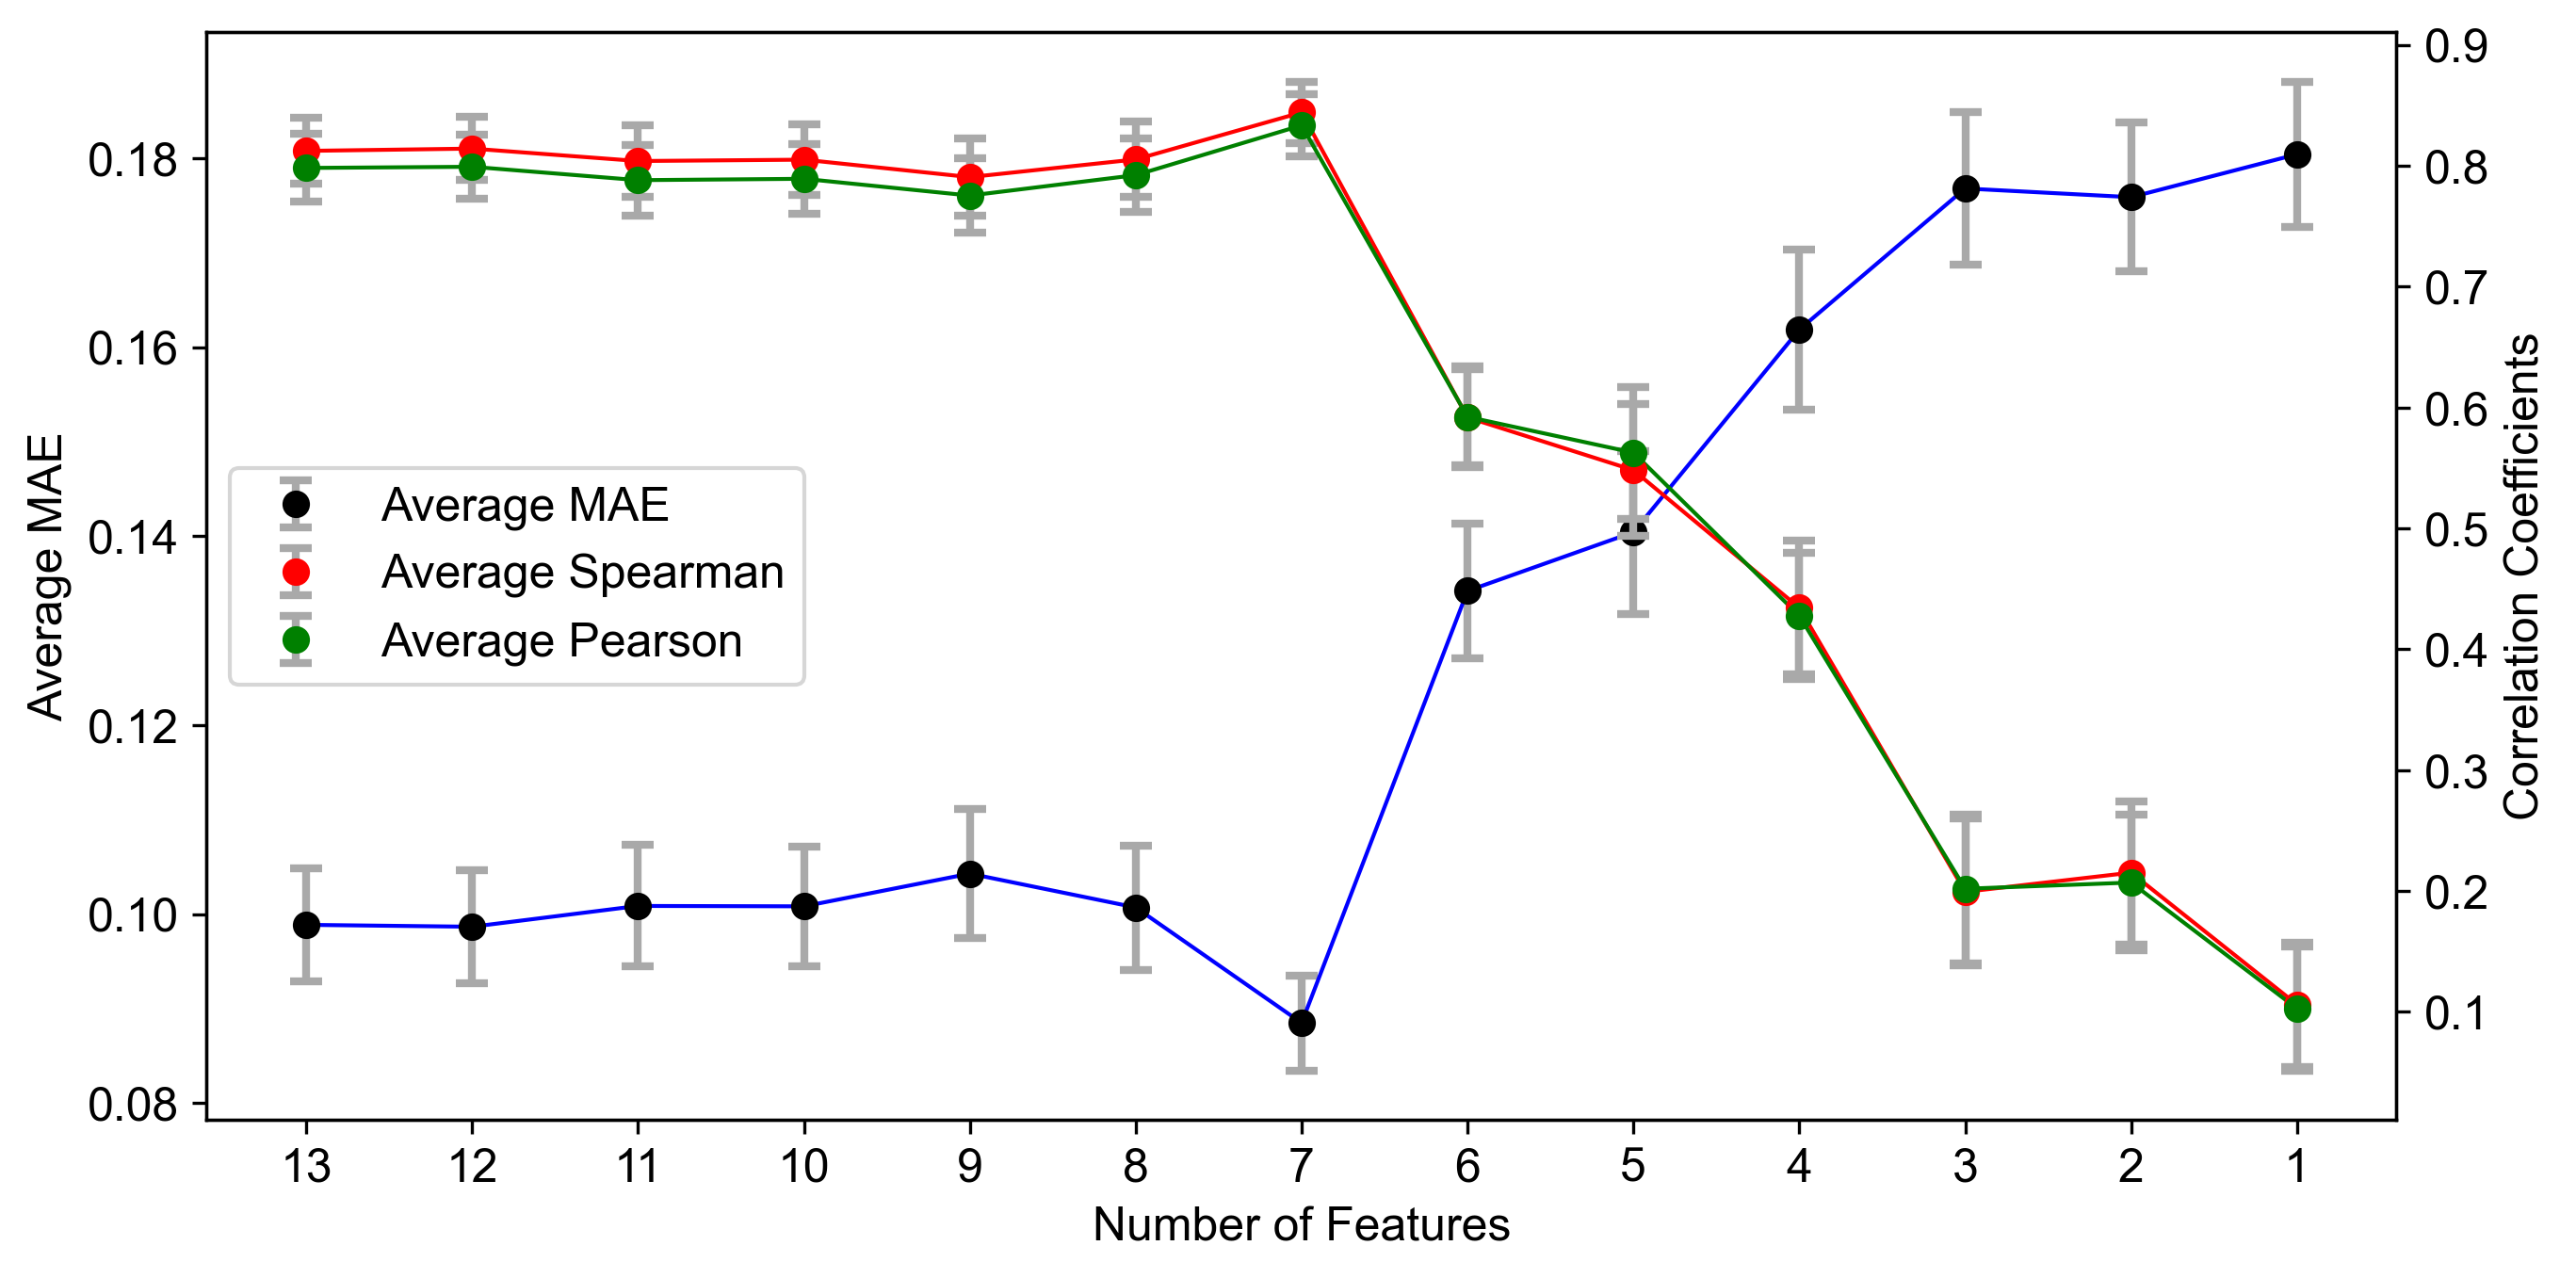 Average MAE
0.18
0.16
0.14
0.12
0.10
0.08
Average MAE
Average Spearman
Average Pearson
0.9
0.8
0.7
0.6
0.5
0.4
0.3
0.2
0.1
Correlation Coefficients
13 12 11 10 9 8 7 6 5 4 3 2 1
Number of Features